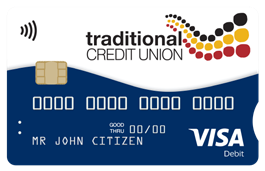 traditional
CREDIT UNION
0000 0000 0000 0000
GOOD THRU 00/00
MR JOHN CITIZEN
VISA
Debit